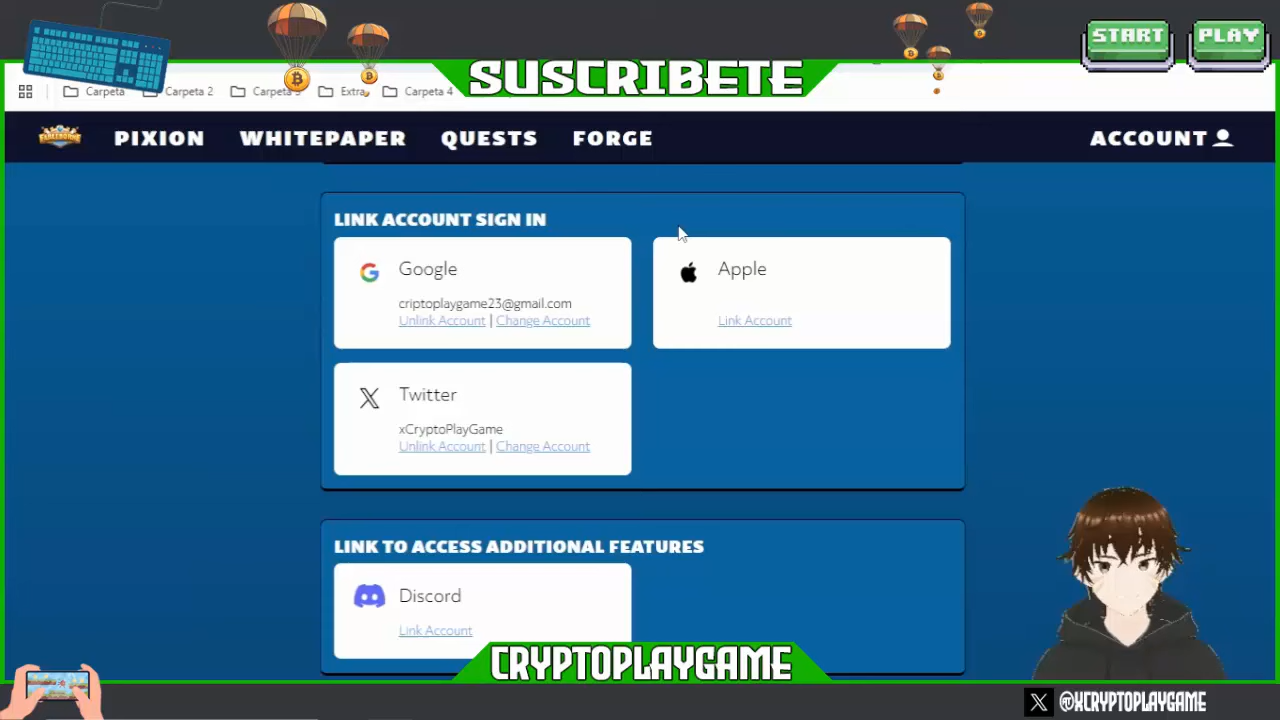 START PLAY
SUSCRIBETE
Carpeta Carpeta 2 Carpeta Extra Carpeta 4
PIXION WHITEPAPER QUESTS FORGE ACCOUNT
LINK ACCOUNT SIGN IN
Google
criptoplaygame23@gmail.com
Unlink Account | Change Account
Apple
Link Account
Twitter
xCryptoPlayGame
Unlink Account | Change Account
LINK TO ACCESS ADDITIONAL FEATURES
Discord
Link Account
CRYPTOPLAYGAME
@XCRYPTOPLAYGAME